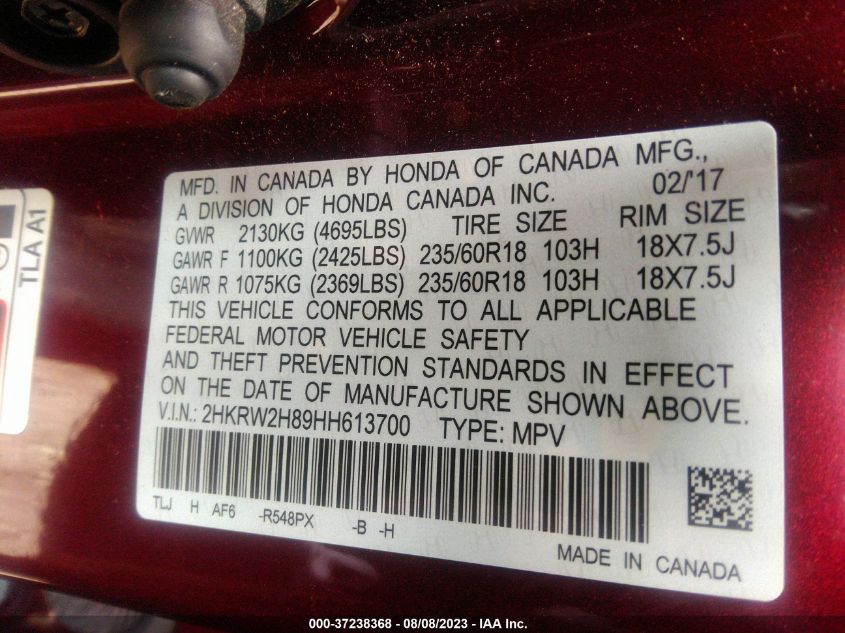 MFD. IN CANADA BY HONDA OF CANADA MFG.,
A DIVISION OF HONDA CANADA INC. 02/'17
GVWR 2130KG (4695LBS) TIRE SIZE RIM SIZE
GAWR F 1100KG (2425LBS) 235/60R18 103H 18X7.5J
GAWR R 1075KG (2369LBS) 235/60R18 103H 18X7.5J
THIS VEHICLE CONFORMS TO ALL APPLICABLE
FEDERAL MOTOR VEHICLE SAFETY
AND THEFT PREVENTION STANDARDS IN EFFECT
ON THE DATE OF MANUFACTURE SHOWN ABOVE.
V.I.N.: 2HKRW2H89HH613700 TYPE: MPV
TLJ H AF6 -R548PX -B -H
MADE IN CANADA
TLA A1
000-37238368 - 08/08/2023 - IAA Inc.